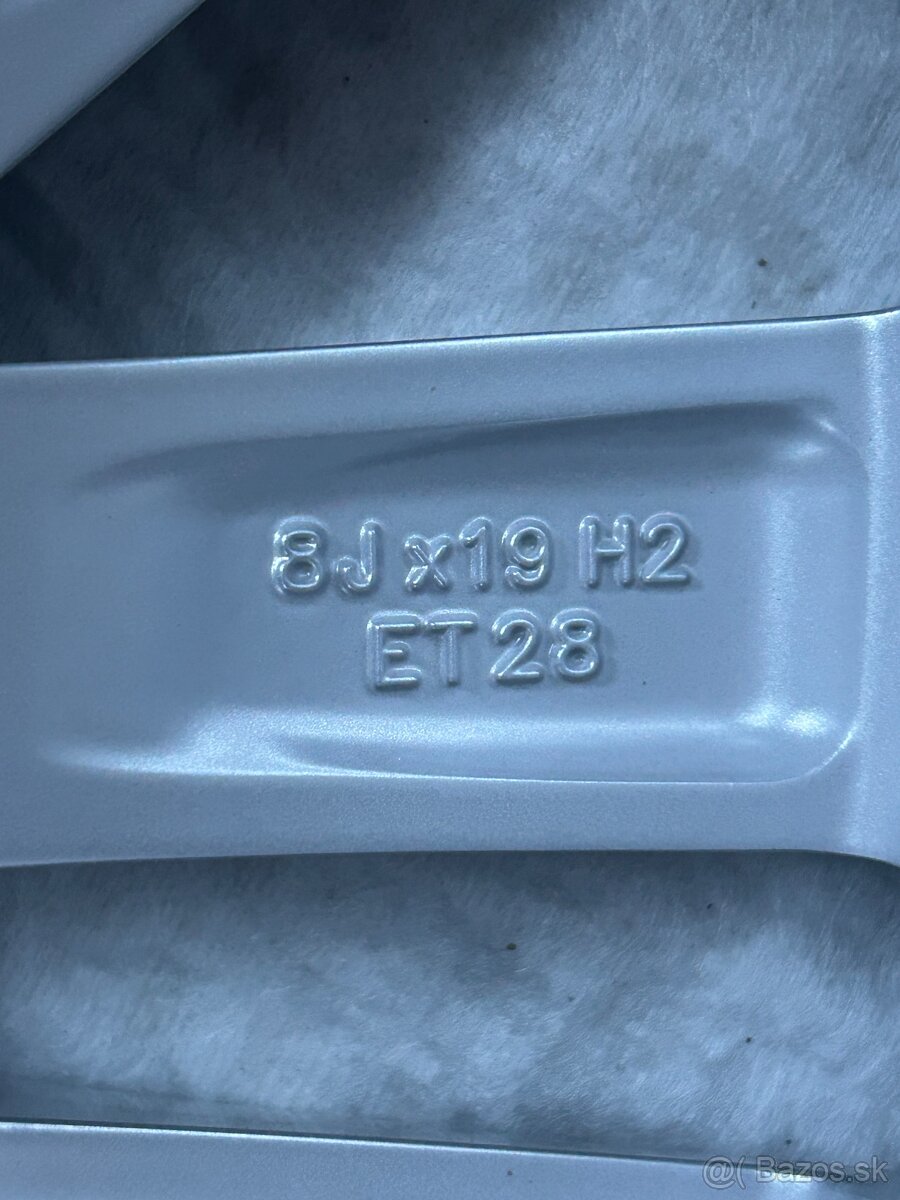 8J x19 H2
ET28
@( Bazos.sk